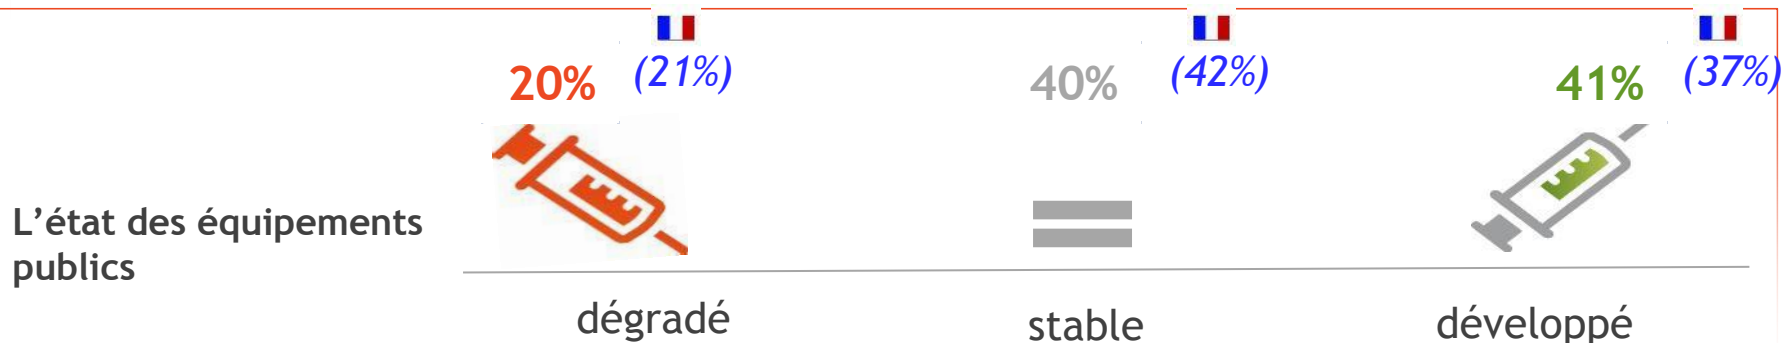 20% (21%) 40% (42%) 41% (37%)
L’état des équipements
publics
dégradé stable développé